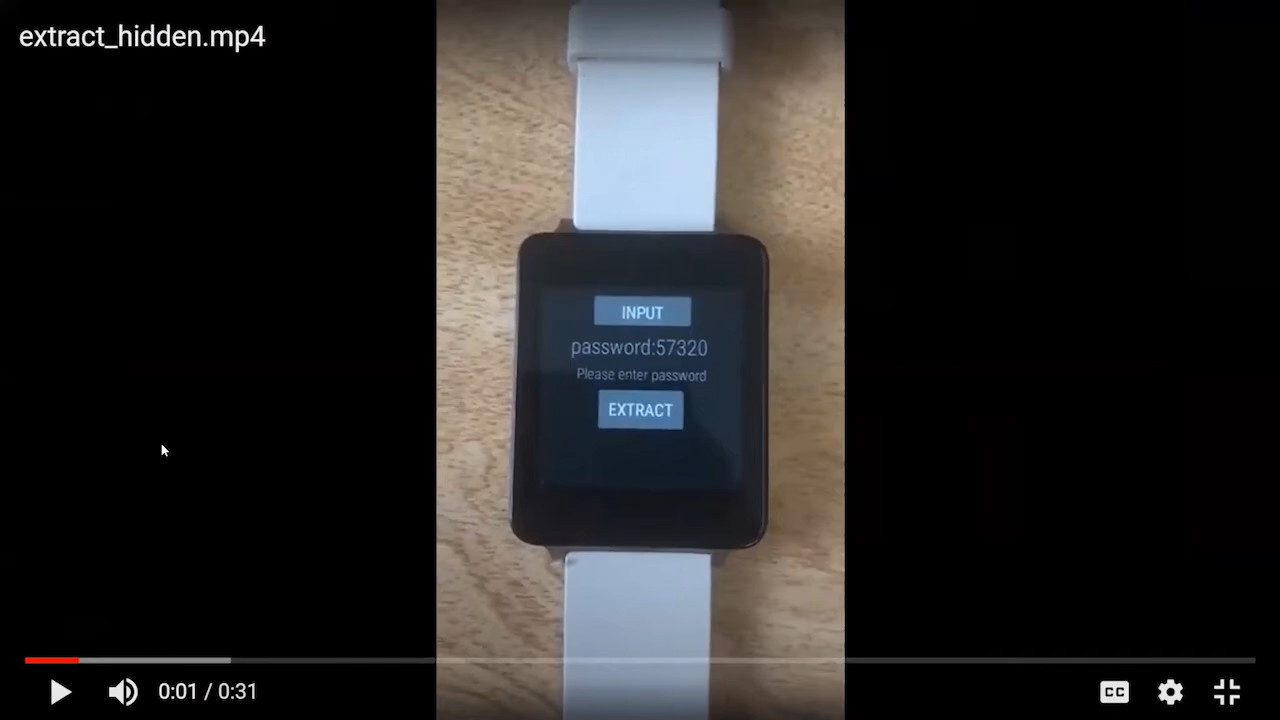 extract_hidden.mp4
INPUT
password:57320
Please enter password
EXTRACT
0:01 / 0:31
CC